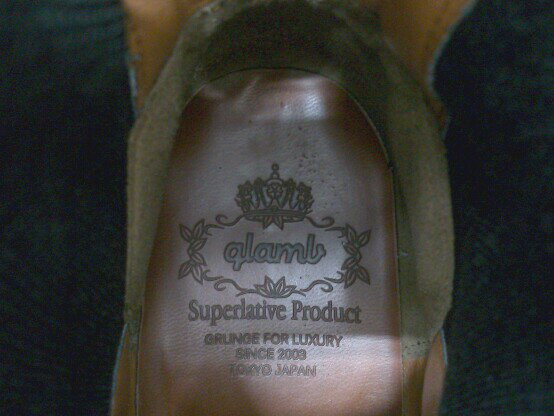 glamb
Superlative Product
GRUNGE FOR LUXURY
SINCE 2003
TOKYO JAPAN